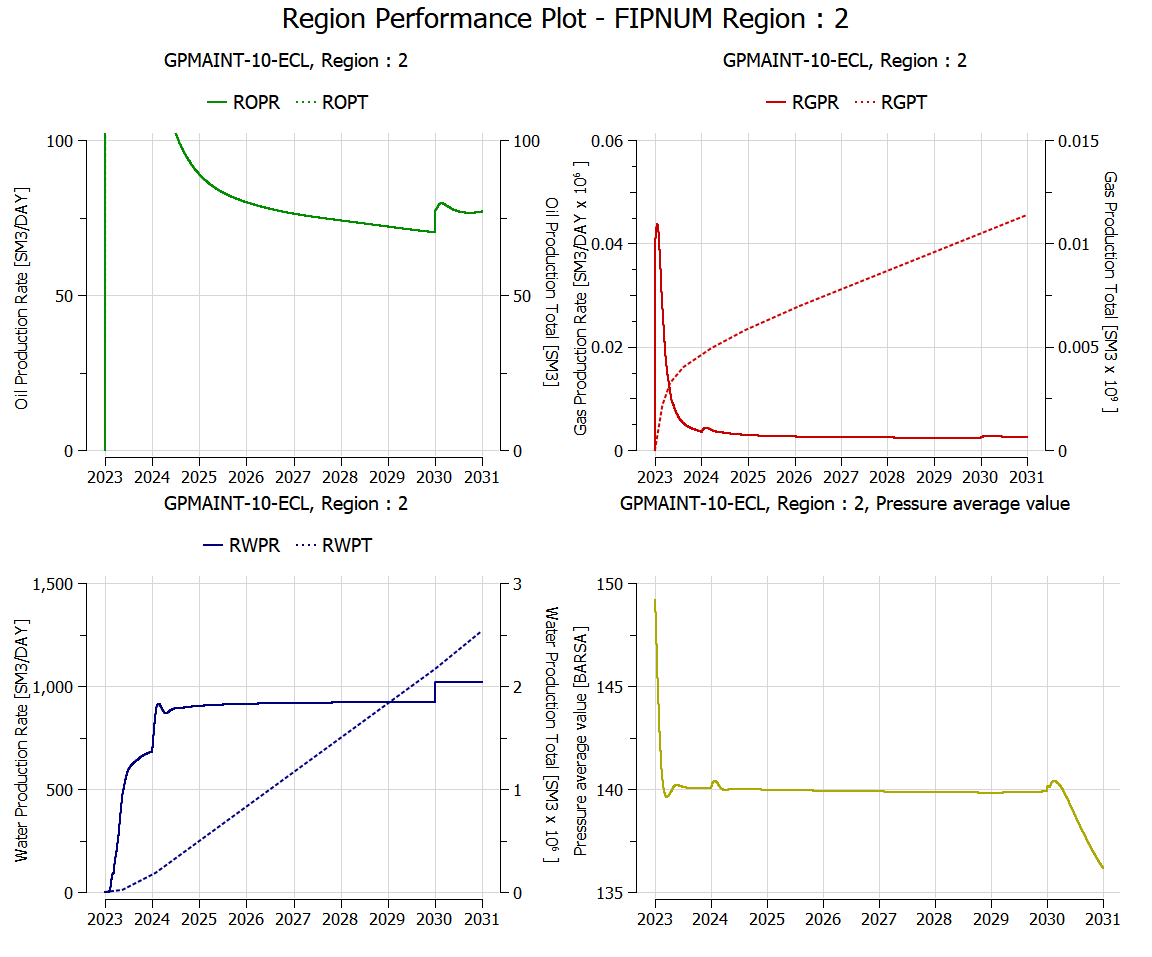 Region Performance Plot - FIPNUM Region : 2
GPMAINT-10-ECL, Region : 2
ROPR ROPT
100
50
0
Oil Production Rate [SM3/DAY]
100
50
0
Oil Production Total [SM3]
2023 2024 2025 2026 2027 2028 2029 2030 2031
GPMAINT-10-ECL, Region : 2
RGPR RGPT
0.06
0.04
0.02
0
Gas Production Rate [SM3/DAY x 10⁶ ]
0.015
0.01
0.005
0
Gas Production Total [SM3 x 10⁹ ]
2023 2024 2025 2026 2027 2028 2029 2030 2031
GPMAINT-10-ECL, Region : 2
RWPR RWPT
1,500
1,000
500
0
Water Production Rate [SM3/DAY]
3
2
1
0
Water Production Total [SM3 x 10⁶ ]
2023 2024 2025 2026 2027 2028 2029 2030 2031
GPMAINT-10-ECL, Region : 2, Pressure average value
150
145
140
135
Pressure average value [BARSA]
2023 2024 2025 2026 2027 2028 2029 2030 2031